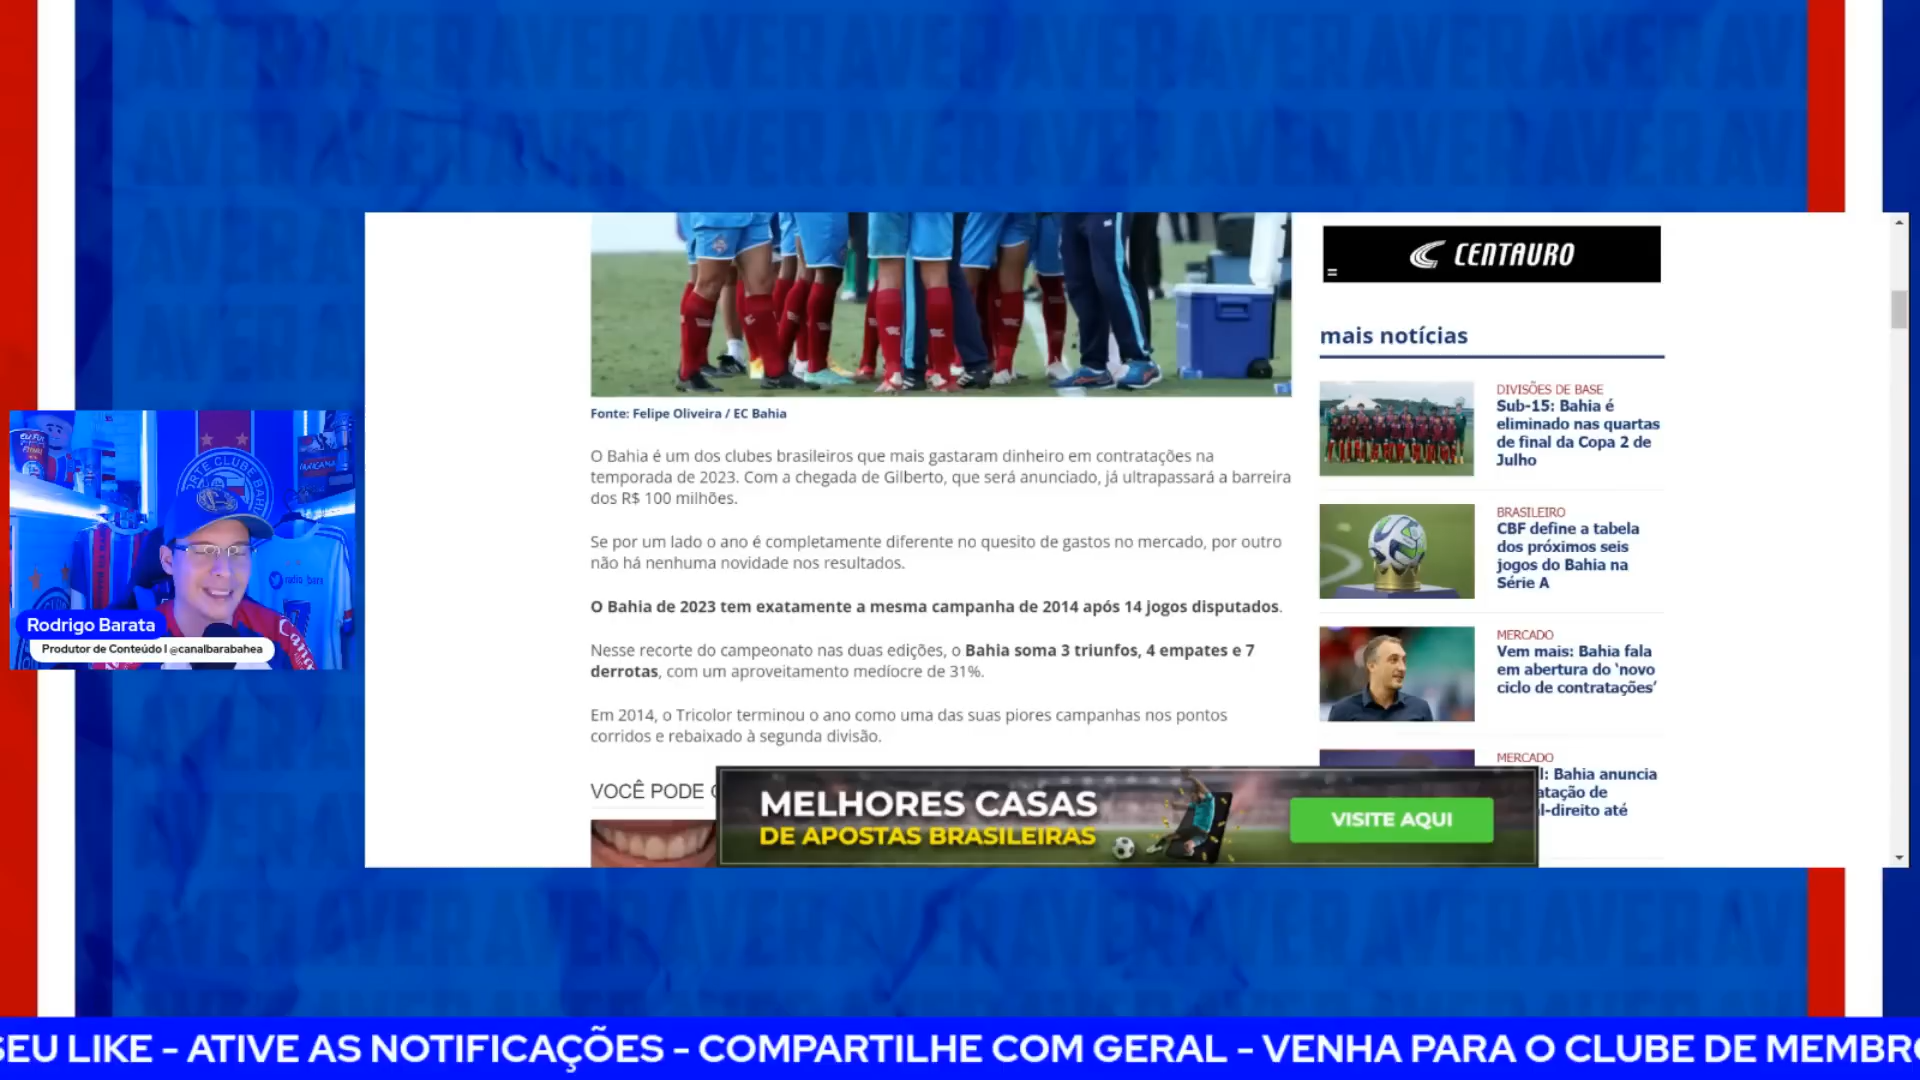 CENTAURO
mais notícias
DIVISÕES DE BASE
Sub-15: Bahia é
eliminado nas quartas
de final da Copa 2 de
Julho
BRASILEIRO
CBF define a tabela
dos próximos seis
jogos do Bahia na
Série A
MERCADO
Vem mais: Bahia fala
em abertura do ‘novo
ciclo de contratações’
MERCADO
l: Bahia anuncia
atação de
l-direito até
Fonte: Felipe Oliveira / EC Bahia
O Bahia é um dos clubes brasileiros que mais gastaram dinheiro em contratações na
temporada de 2023. Com a chegada de Gilberto, que será anunciado, já ultrapassará a barreira
dos R$ 100 milhões.
Se por um lado o ano é completamente diferente no quesito de gastos no mercado, por outro
não há nenhuma novidade nos resultados.
O Bahia de 2023 tem exatamente a mesma campanha de 2014 após 14 jogos disputados.
Nesse recorte do campeonato nas duas edições, o Bahia soma 3 triunfos, 4 empates e 7
derrotas, com um aproveitamento medíocre de 31%.
Em 2014, o Tricolor terminou o ano como uma das suas piores campanhas nos pontos
corridos e rebaixado à segunda divisão.
VOCÊ PODE
MELHORES CASAS
DE APOSTAS BRASILEIRAS
VISITE AQUI
Rodrigo Barata
Produtor de Conteúdo | @canalbarabahea
SEU LIKE - ATIVE AS NOTIFICAÇÕES - COMPARTILHE COM GERAL - VENHA PARA O CLUBE DE MEMBRO